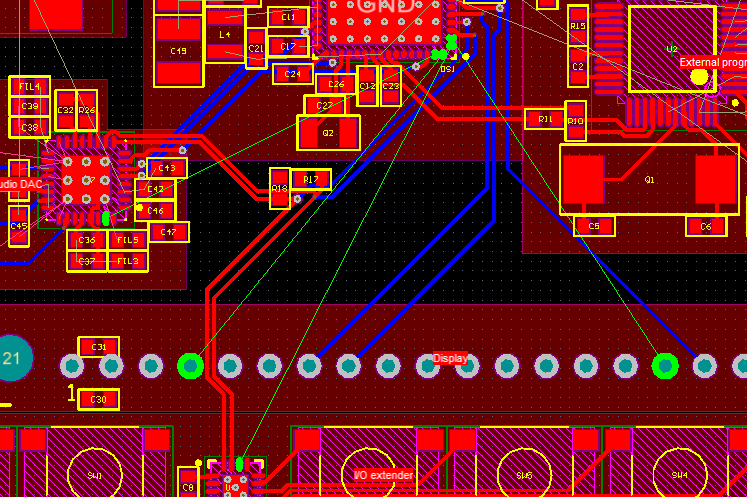 GND
C11
R15
C49
L4
C21
C17
U2
External progr
C24
DS1
C2
FIL4
C26
C12
C23
C39
C32
R26
C27
C38
Q2
R11
R10
C43
udio DAC
C42
R18
R17
Q1
C46
C45
C47
C5
C6
C36
FIL5
C37
FIL3
C31
21
Display
1
C30
SW1
I/O extender
SW5
SW4
C8